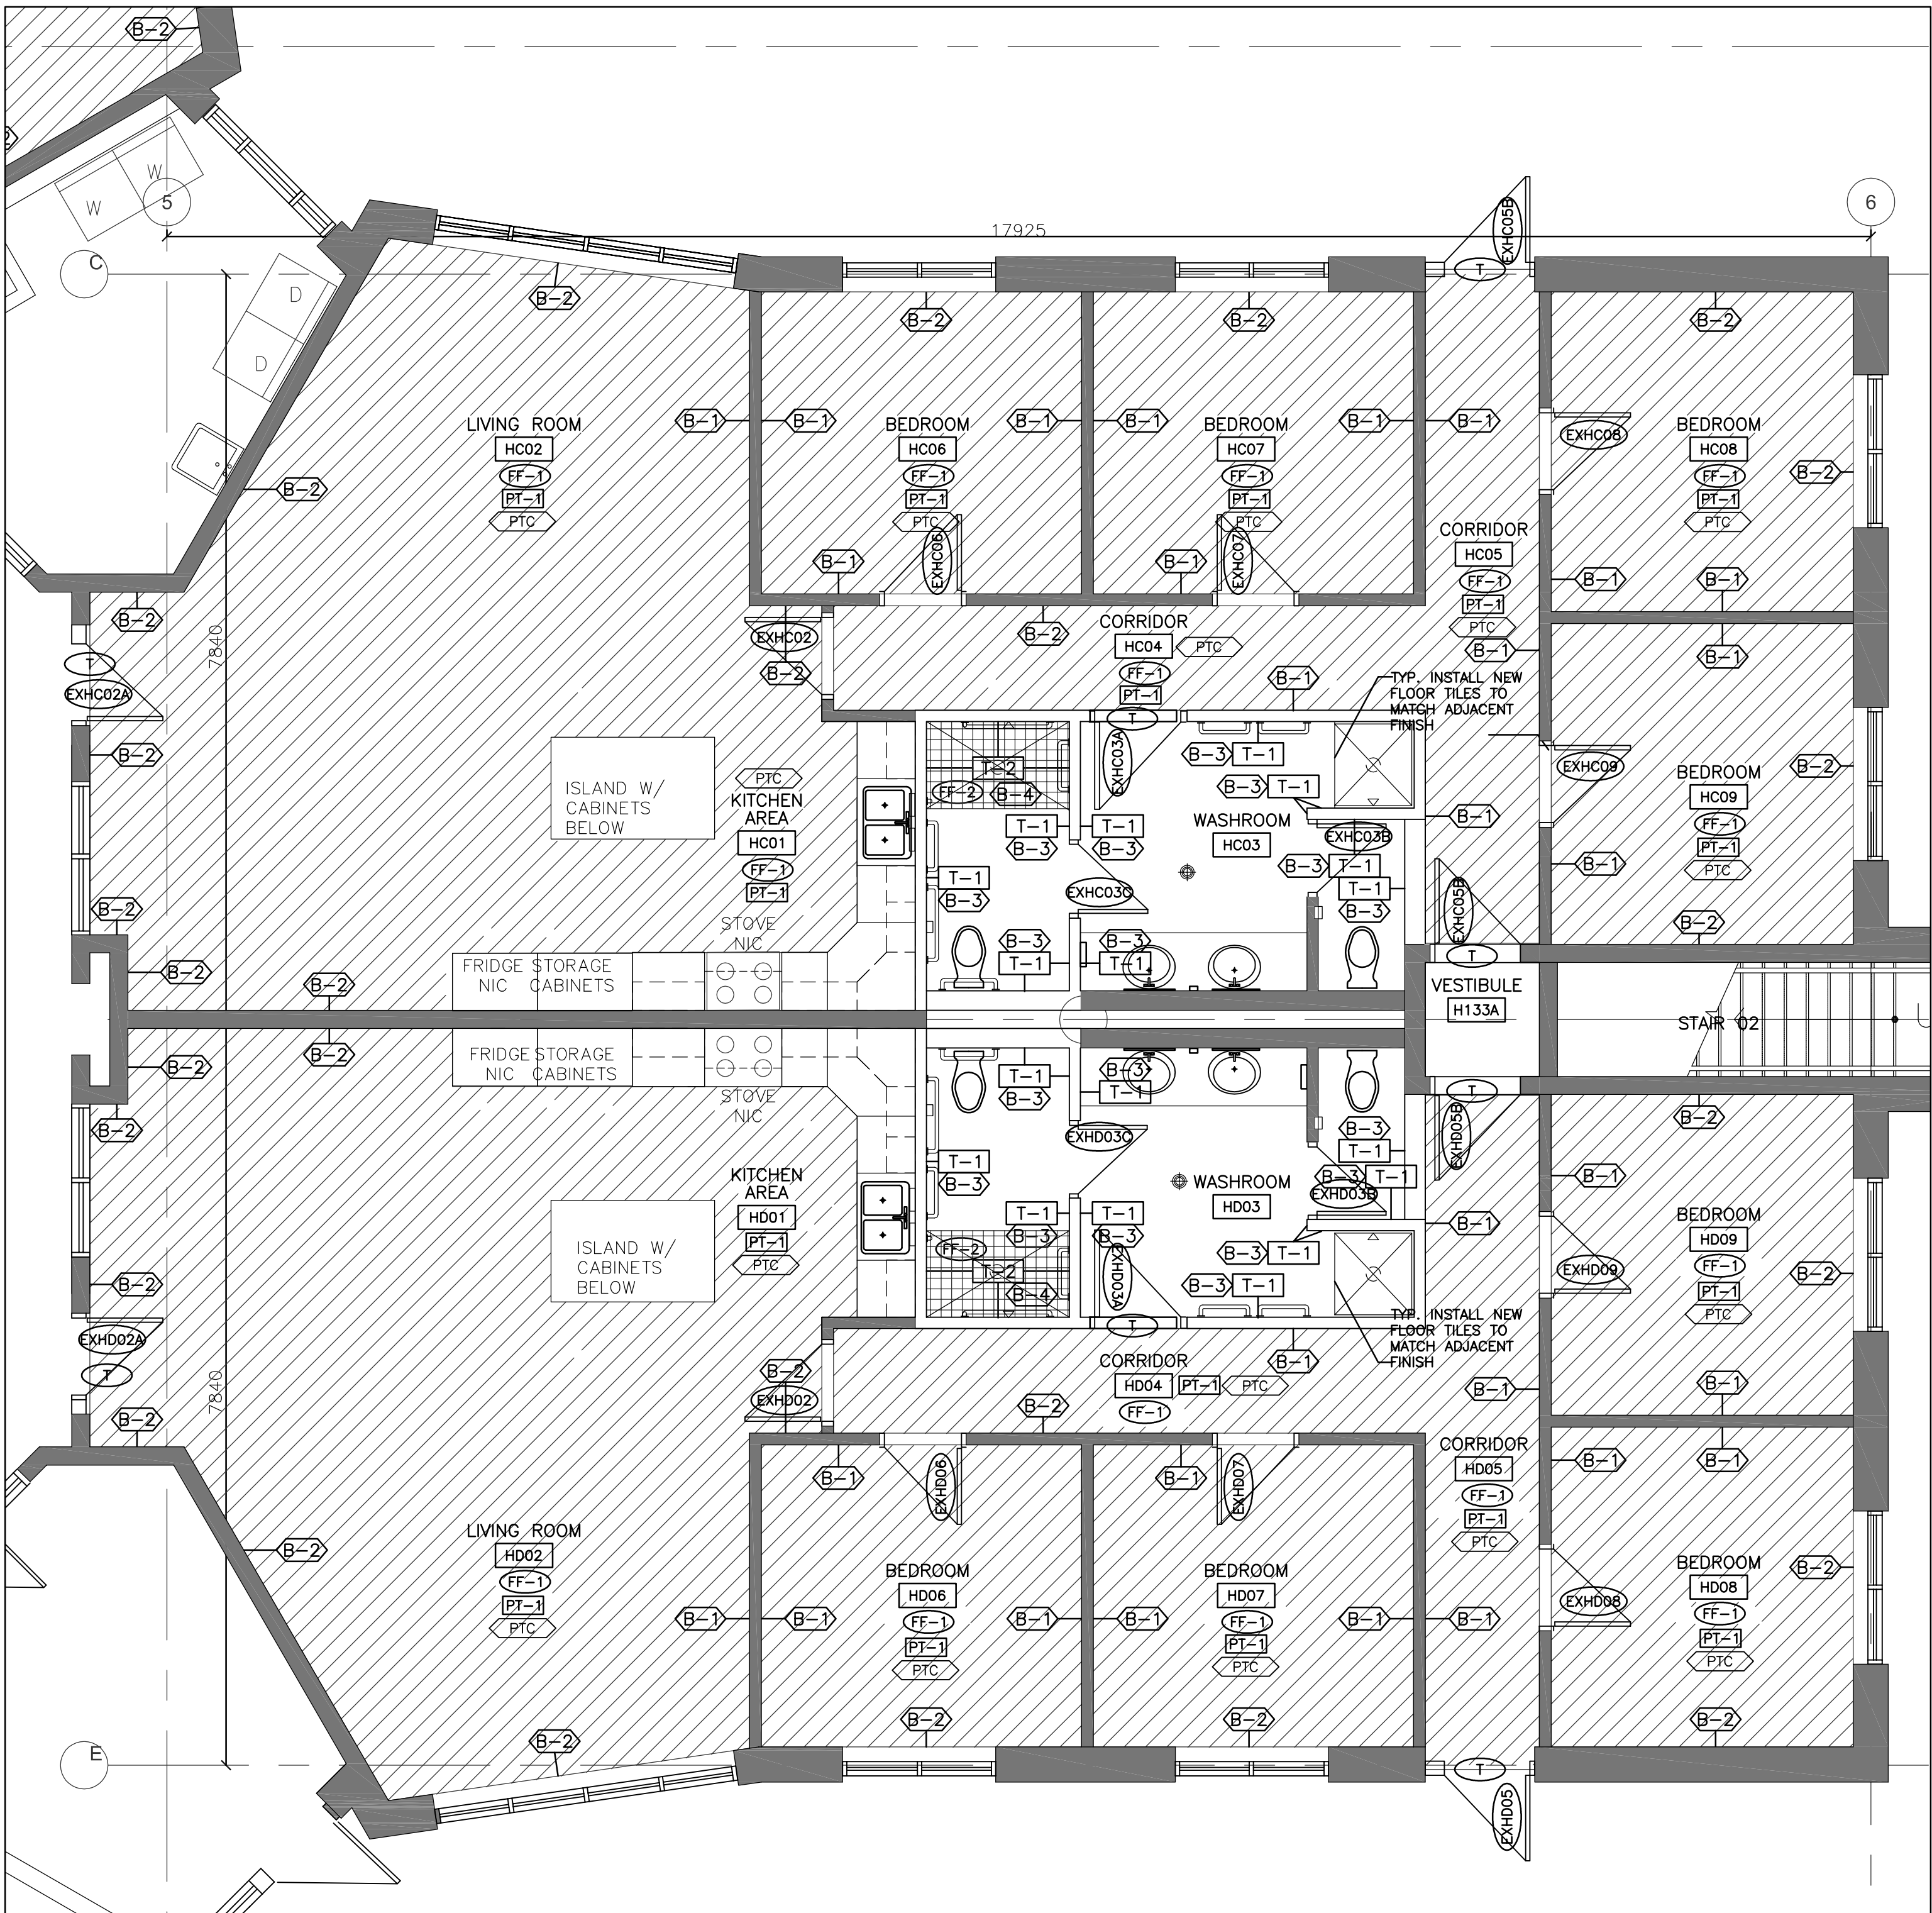 B-2
W
W
5
6
17925
EXHC05B
T
C
D
D
B-2
B-2
B-2
B-2
LIVING ROOM
HC02
FF-1
PT-1
PTC
B-2
B-1
B-1
BEDROOM
HC06
FF-1
PT-1
PTC
B-1
B-1
BEDROOM
HC07
FF-1
PT-1
PTC
B-1
B-1
BEDROOM
HC08
FF-1
PT-1
PTC
B-2
EXHC08
EXHC06
EXHC07
B-1
B-1
CORRIDOR
HC05
FF-1
PT-1
PTC
B-1
B-1
B-1
B-2
7840
T
EXHC02A
EXHC02
B-2
B-2
CORRIDOR
HC04
PTC
FF-1
PT-1
T
B-1
B-1
TYP. INSTALL NEW
FLOOR TILES TO
MATCH ADJACENT
FINISH
B-2
ISLAND W/
CABINETS
BELOW
PTC
KITCHEN
AREA
HC01
FF-1
PT-1
FF-2
B-4
EXHC03A
B-3
T-1
B-3
T-1
T-1
B-3
T-1
B-3
WASHROOM
HC03
EXHC03B
B-3
T-1
T-1
B-3
T-1
B-3
EXHC03C
B-1
EXHC09
BEDROOM
HC09
FF-1
PT-1
PTC
B-2
B-1
B-2
EXHC05B
T
B-2
B-2
B-2
STOVE
NIC
FRIDGE STORAGE
NIC CABINETS
B-3
T-1
B-3
T-1
VESTIBULE
H133A
STAIR 02
B-2
B-2
B-2
FRIDGE STORAGE
NIC CABINETS
STOVE
NIC
T-1
B-3
B-3
T-1
T
EXHD05B
B-2
EXHD03C
B-3
T-1
T-1
B-3
B-3
T-1
EXHD03B
KITCHEN
AREA
HD01
PT-1
PTC
WASHROOM
HD03
T-1
B-3
T-1
B-3
FF-2
B-4
EXHD03A
B-3
T-1
B-3
T-1
T
B-1
B-1
BEDROOM
HD09
FF-1
PT-1
PTC
B-2
EXHD09
B-2
ISLAND W/
CABINETS
BELOW
EXHD02A
T
B-2
7840
B-2
EXHD02
CORRIDOR
HD04
PT-1
PTC
FF-1
B-1
TYP. INSTALL NEW
FLOOR TILES TO
MATCH ADJACENT
FINISH
B-1
B-1
B-2
B-1
B-1
EXHD06
EXHD07
CORRIDOR
HD05
FF-1
PT-1
PTC
B-1
B-1
B-2
LIVING ROOM
HD02
FF-1
PT-1
PTC
B-1
B-1
BEDROOM
HD06
FF-1
PT-1
PTC
B-1
B-1
BEDROOM
HD07
FF-1
PT-1
PTC
B-1
B-1
EXHD08
BEDROOM
HD08
FF-1
PT-1
PTC
B-2
B-2
B-2
B-2
B-2
E
T
EXHD05